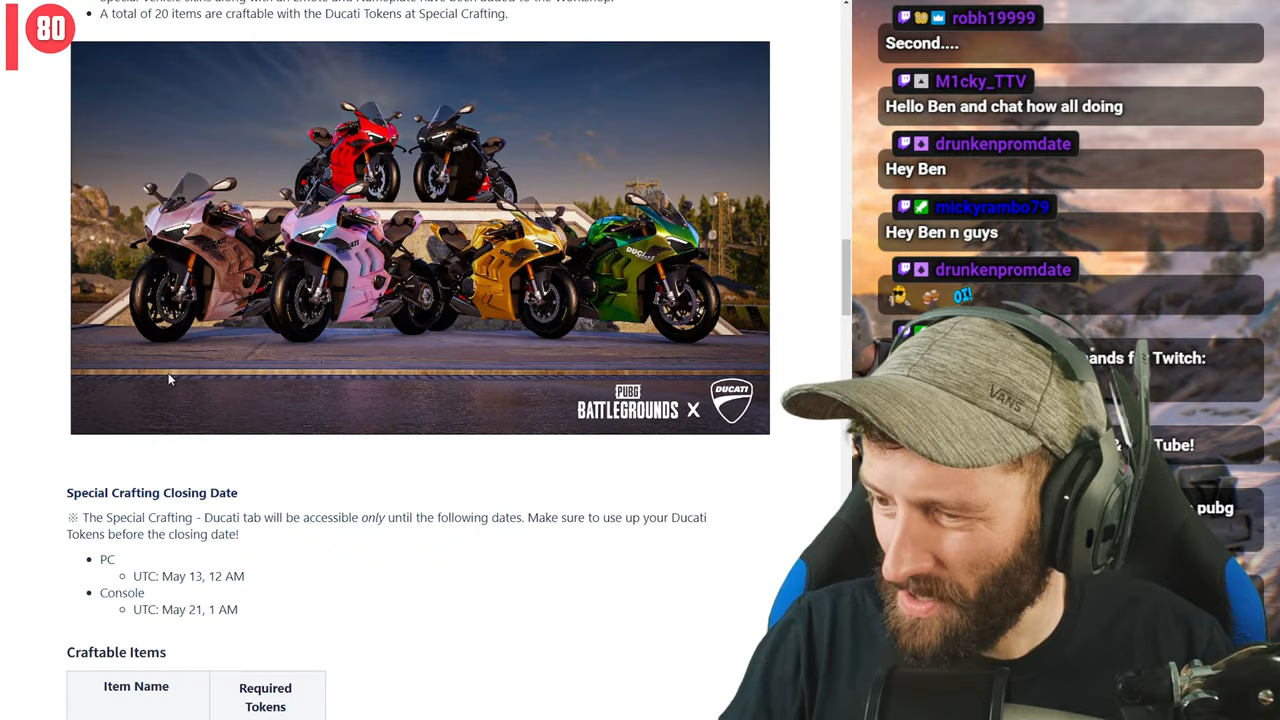 80
A total of 20 items are craftable with the Ducati Tokens at Special Crafting.
DUCATI
PUBG
BATTLEGROUNDS X
DUCATI
Special Crafting Closing Date
※ The Special Crafting - Ducati tab will be accessible only until the following dates. Make sure to use up your Ducati
Tokens before the closing date!
PC
UTC: May 13, 12 AM
Console
UTC: May 21, 1 AM
Craftable Items
Item Name
Required
Tokens
robh19999
Second....
M1cky_TTV
Hello Ben and chat how all doing
drunkenpromdate
Hey Ben
mickyrambo79
Hey Ben n guys
drunkenpromdate
OI!
Twitch:
Tube!
pubg
VANS